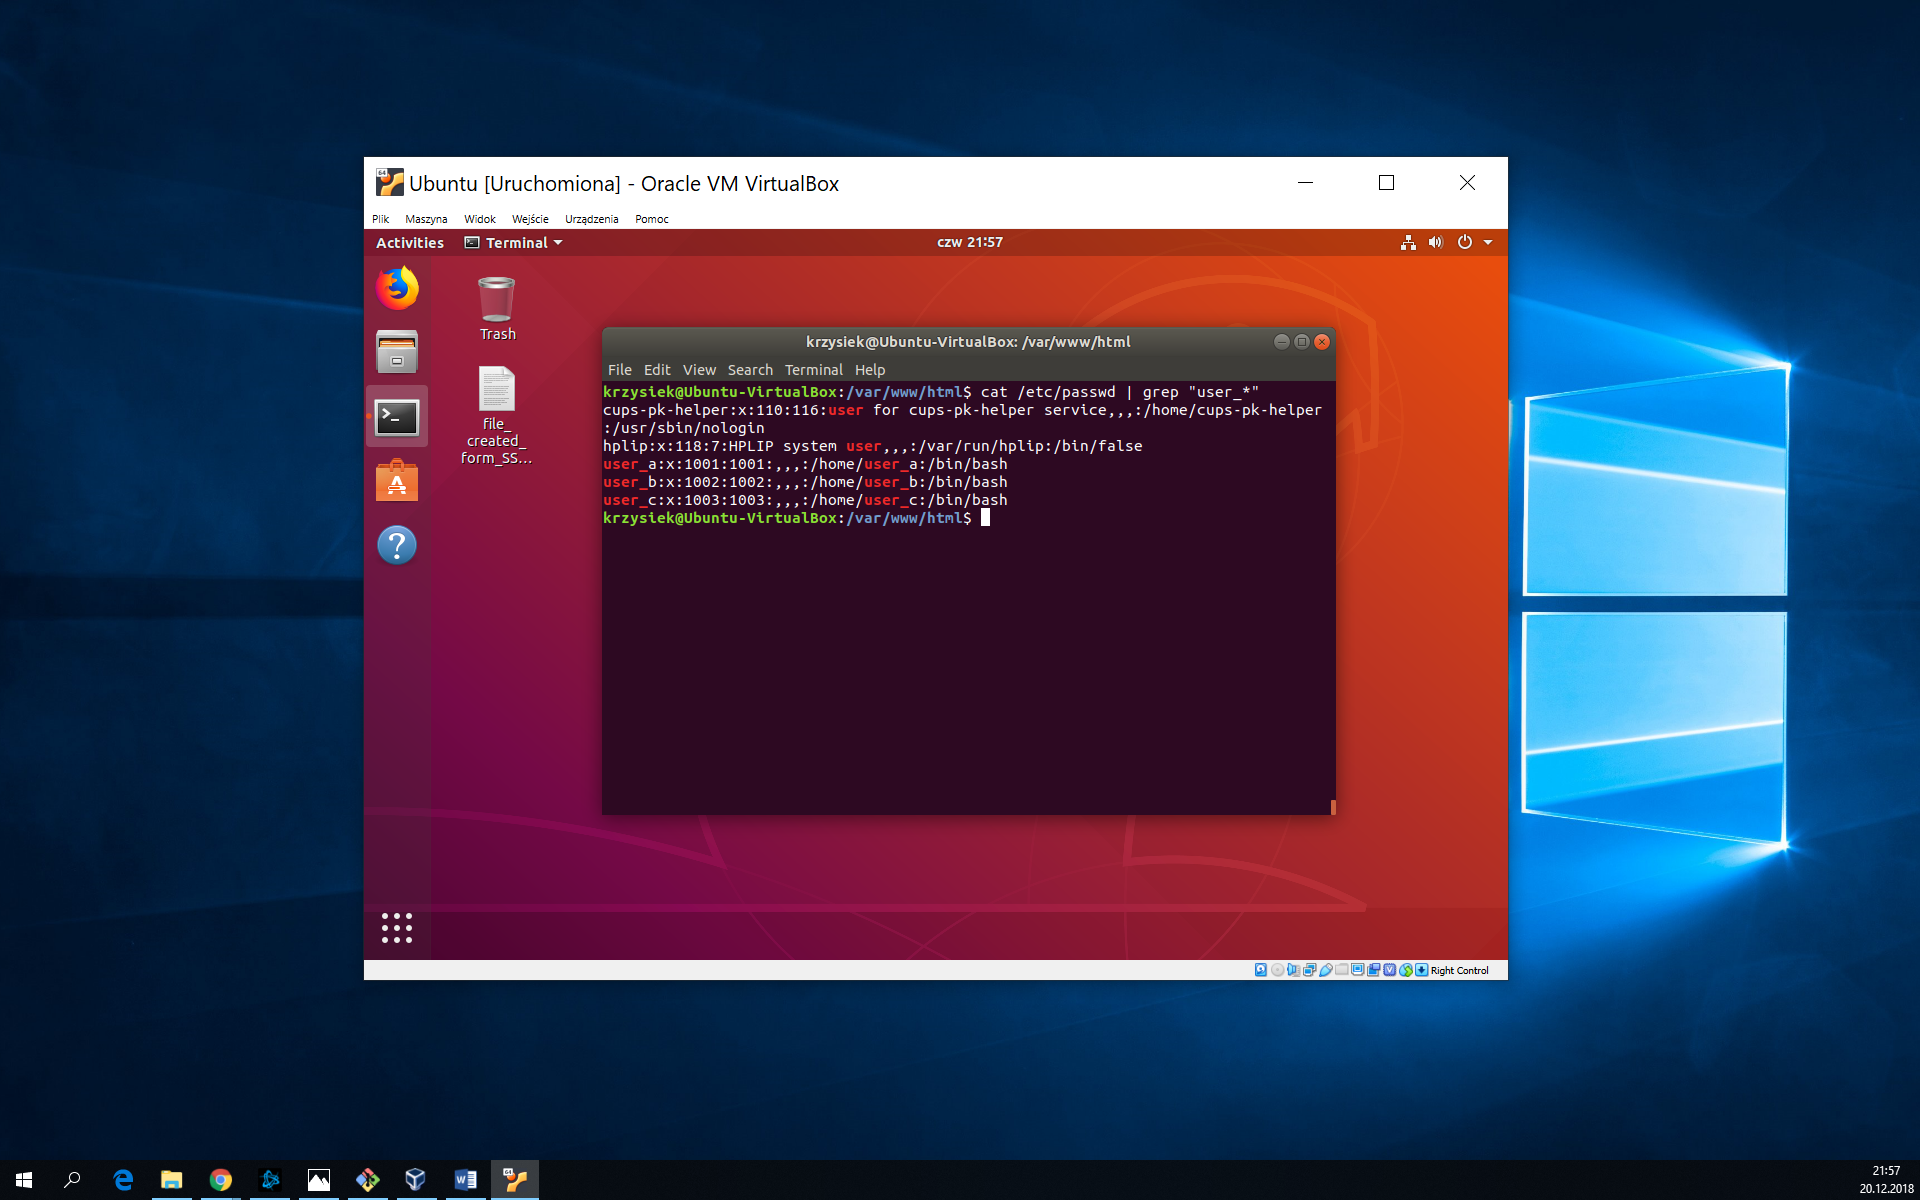 Ubuntu [Uruchomiona] - Oracle VM VirtualBox
Plik Maszyna Widok Wejście Urządzenia Pomoc
Activities Terminal czw 21:57
Trash
file_
created_
form_SS...
krzysiek@Ubuntu-VirtualBox: /var/www/html
File Edit View Search Terminal Help
krzysiek@Ubuntu-VirtualBox:/var/www/html$ cat /etc/passwd | grep "user_*"
cups-pk-helper:x:110:116:user for cups-pk-helper service,,,:/home/cups-pk-helper
:/usr/sbin/nologin
hplip:x:118:7:HPLIP system user,,,:/var/run/hplip:/bin/false
user_a:x:1001:1001:,,,:/home/user_a:/bin/bash
user_b:x:1002:1002:,,,:/home/user_b:/bin/bash
user_c:x:1003:1003:,,,:/home/user_c:/bin/bash
krzysiek@Ubuntu-VirtualBox:/var/www/html$
Right Control
21:57
20.12.2018